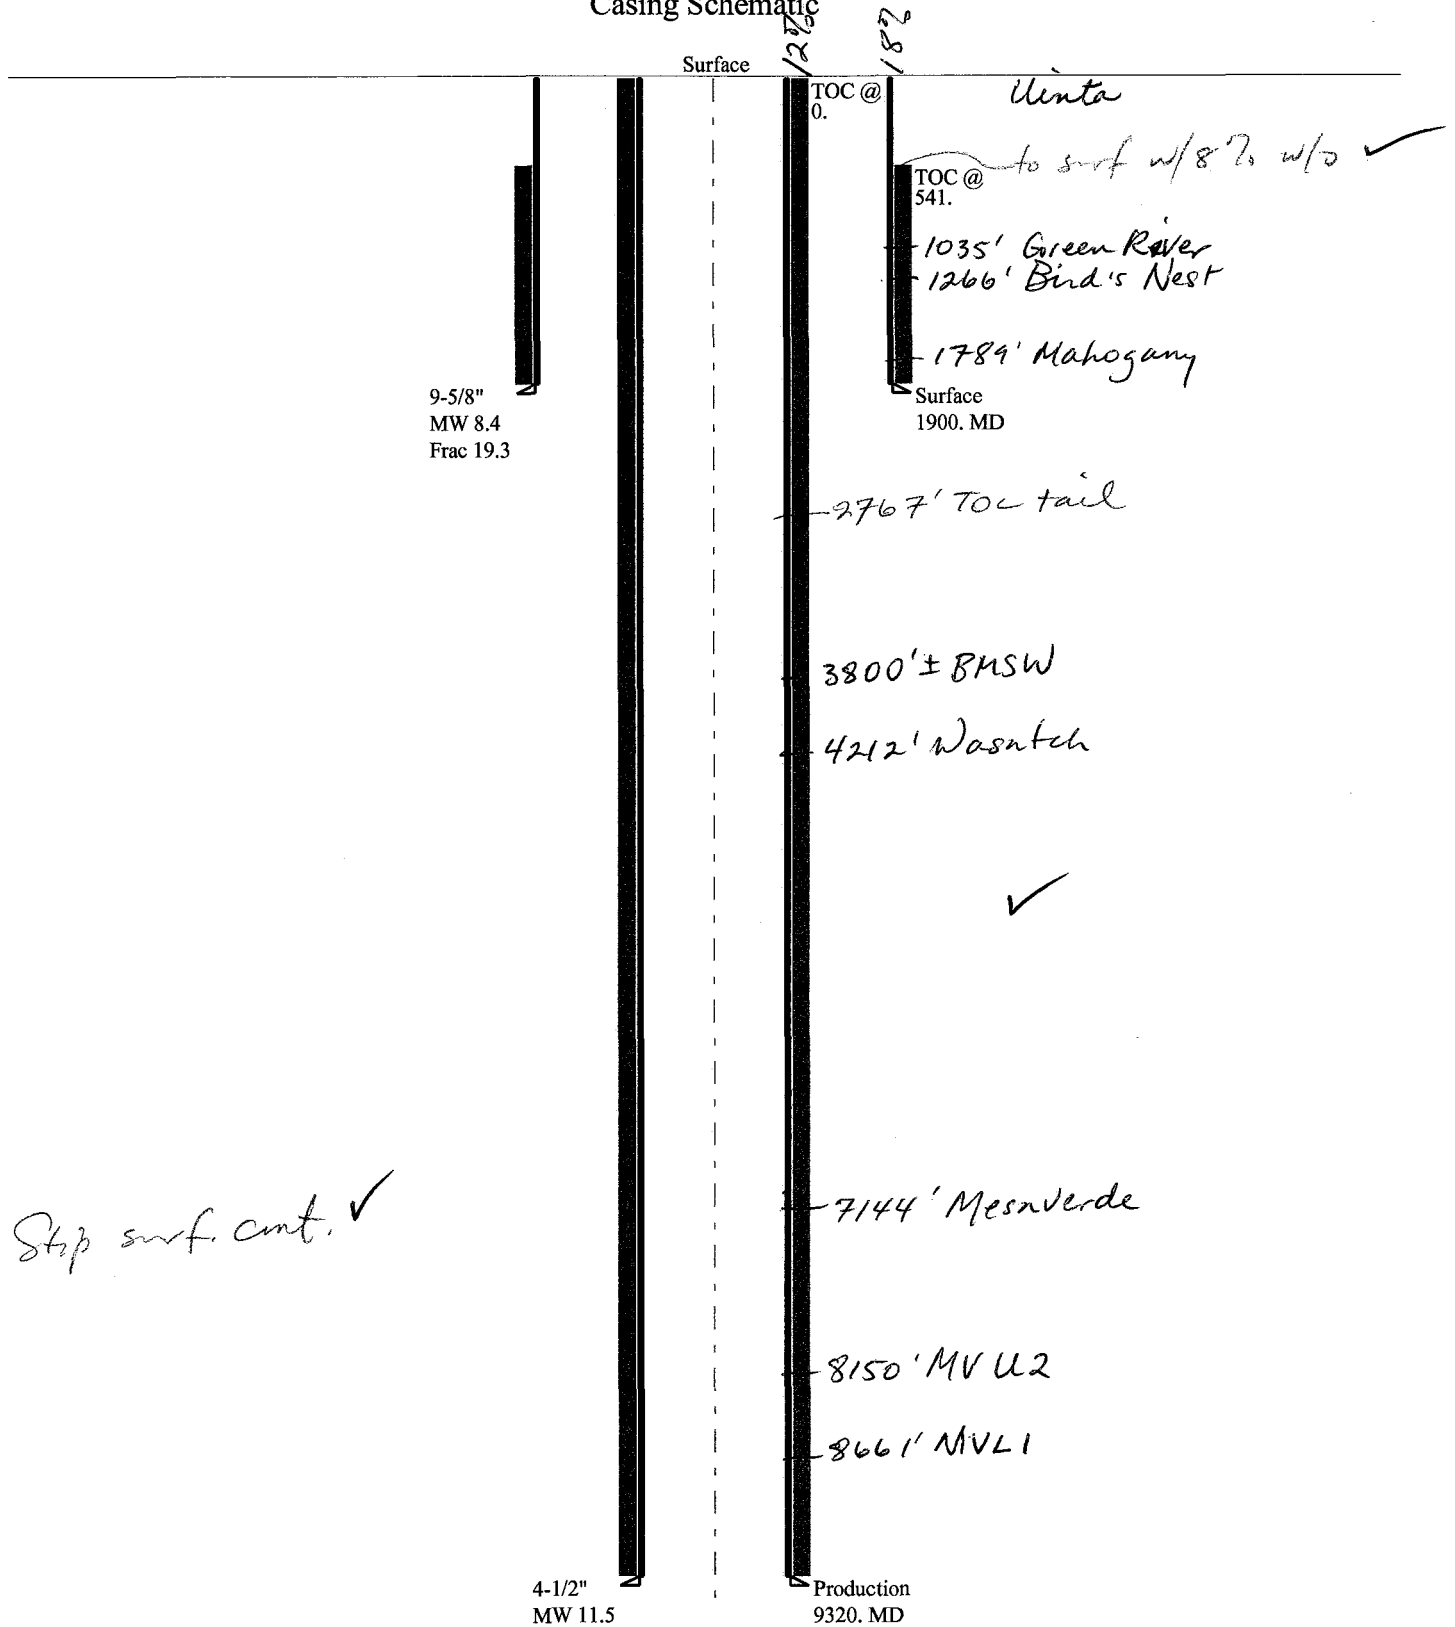 Casing Schematic
12%
18%
Surface
TOC @
0.
Uinta
to surf w/8% w/o ✓
TOC @
541.
1035' Green River
1266' Bird's Nest
1789' Mahogany
9-5/8"
MW 8.4
Frac 19.3
Surface
1900. MD
2767' TOC tail
3800'± BMSW
4212' Wasatch
✓
7144' Mesaverde
Stip surf. cmt. ✓
8150' MV U2
8661' MVL1
4-1/2"
MW 11.5
Production
9320. MD